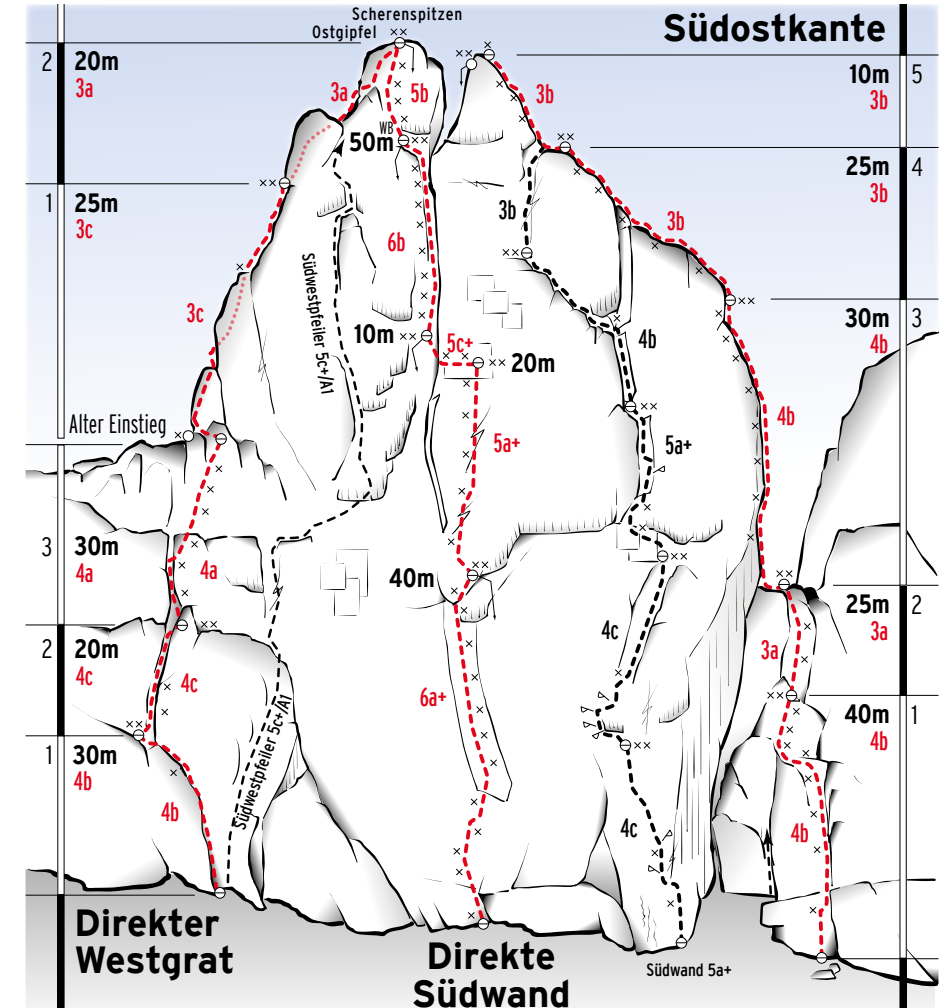 Scherenspitzen
Ostgipfel
Südostkante
2
20m
3a
3a
5b
3b
10m
3b
5
WB
50m
25m
3b
4
1
25m
3c
3b
3b
6b
3c
Südwestpfeiler 5c+/A1
10m
5c+
20m
4b
30m
4b
3
4b
Alter Einstieg
5a+
5a+
3
30m
4a
4a
40m
25m
3a
2
2
20m
4c
4c
4c
3a
6a+
40m
4b
1
1
30m
4b
4b
Südwestpfeiler 5c+/A1
4c
4b
Direkter
Westgrat
Direkte
Südwand
Südwand 5a+